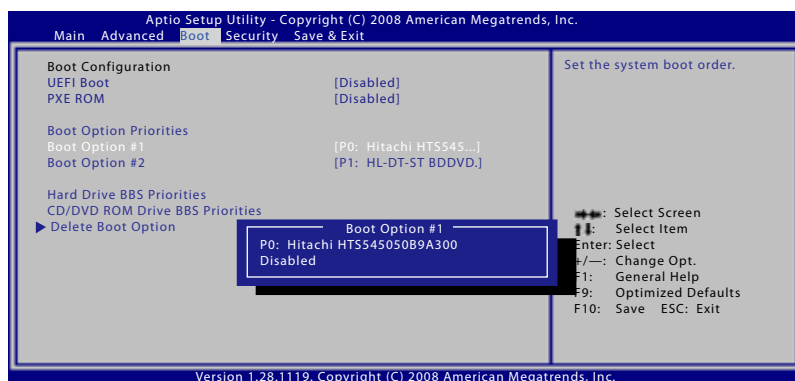 Aptio Setup Utility - Copyright (C) 2008 American Megatrends, Inc.
Main Advanced Boot Security Save & Exit
Boot Configuration
UEFI Boot [Disabled]
PXE ROM [Disabled]
Boot Option Priorities
Boot Option #1 [P0: Hitachi HTS545...]
Boot Option #2 [P1: HL-DT-ST BDDVD.]
Hard Drive BBS Priorities
CD/DVD ROM Drive BBS Priorities
Delete Boot Option
Boot Option #1
P0: Hitachi HTS545050B9A300
Disabled
Set the system boot order.
: Select Screen
: Select Item
Enter: Select
+/—: Change Opt.
F1: General Help
F9: Optimized Defaults
F10: Save ESC: Exit
Version 1.28.1119. Copyright (C) 2008 American Megatrends, Inc.